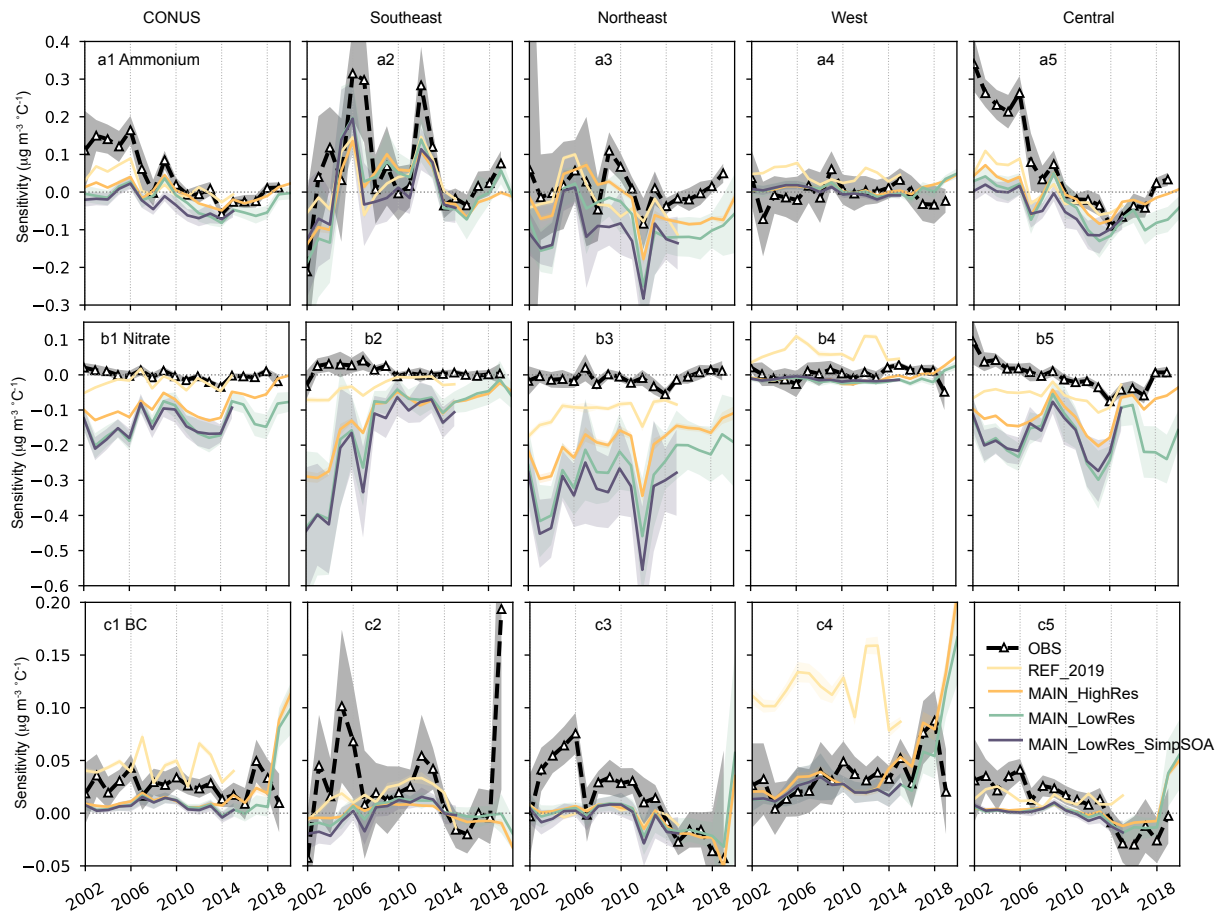 CONUS Southeast Northeast West Central
a1 Ammonium a2 a3 a4 a5
0.4
0.3
0.2
0.1
0.0
−0.1
−0.2
−0.3
Sensitivity (μg m⁻³ °C⁻¹)
b1 Nitrate b2 b3 b4 b5
0.1
0.0
−0.1
−0.2
−0.3
−0.4
−0.5
−0.6
Sensitivity (μg m⁻³ °C⁻¹)
c1 BC c2 c3 c4 c5
0.20
0.15
0.10
0.05
0.00
−0.05
Sensitivity (μg m⁻³ °C⁻¹)
OBS
REF_2019
MAIN_HighRes
MAIN_LowRes
MAIN_LowRes_SimpSOA
2002 2006 2010 2014 2018 2002 2006 2010 2014 2018 2002 2006 2010 2014 2018 2002 2006 2010 2014 2018 2002 2006 2010 2014 2018